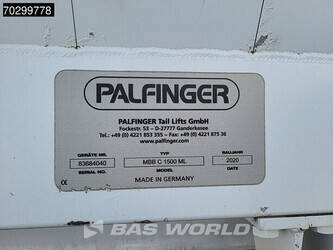 70299778
PALFINGER
PALFINGER Tail Lifts GmbH
Fockestr. 53 – D-27777 Ganderkesee
Tel.: +49 (0) 4221 853 355 – Fax: +49 (0) 4221 875 36
www.palfinger.com
GERÄTE NR. TYP BAUJAHR
83684040 MBB C 1500 ML 2020
SERIAL NO. MODEL DATE
CE MADE IN GERMANY
BAS WORLD